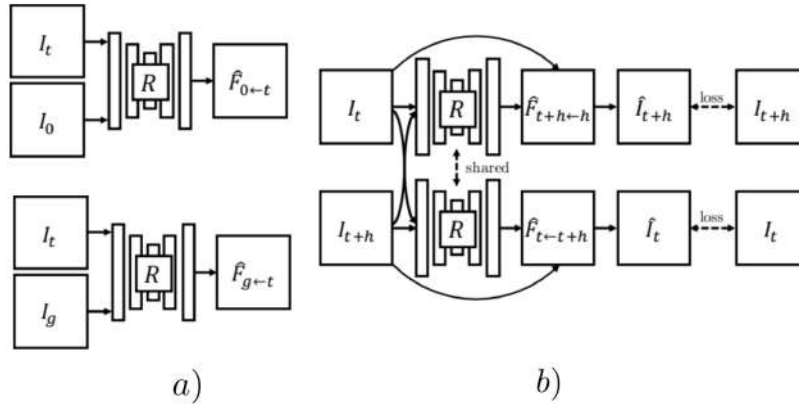 I_t
R
F̂_{0←t}
I_0
I_t
R
F̂_{g←t}
I_g
a)
I_t
R
F̂_{t+h←h}
Î_{t+h}
loss
I_{t+h}
shared
I_{t+h}
R
F̂_{t←t+h}
Î_t
loss
I_t
b)